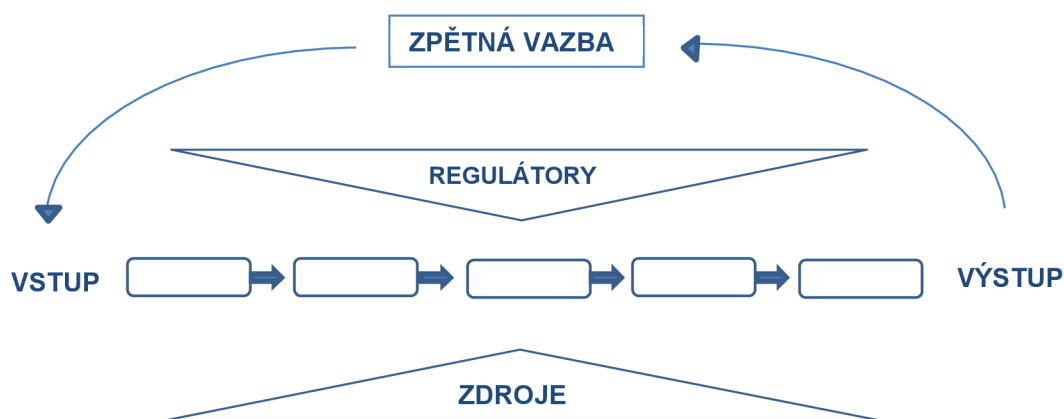 ZPĚTNÁ VAZBA
REGULÁTORY
VSTUP
VÝSTUP
ZDROJE